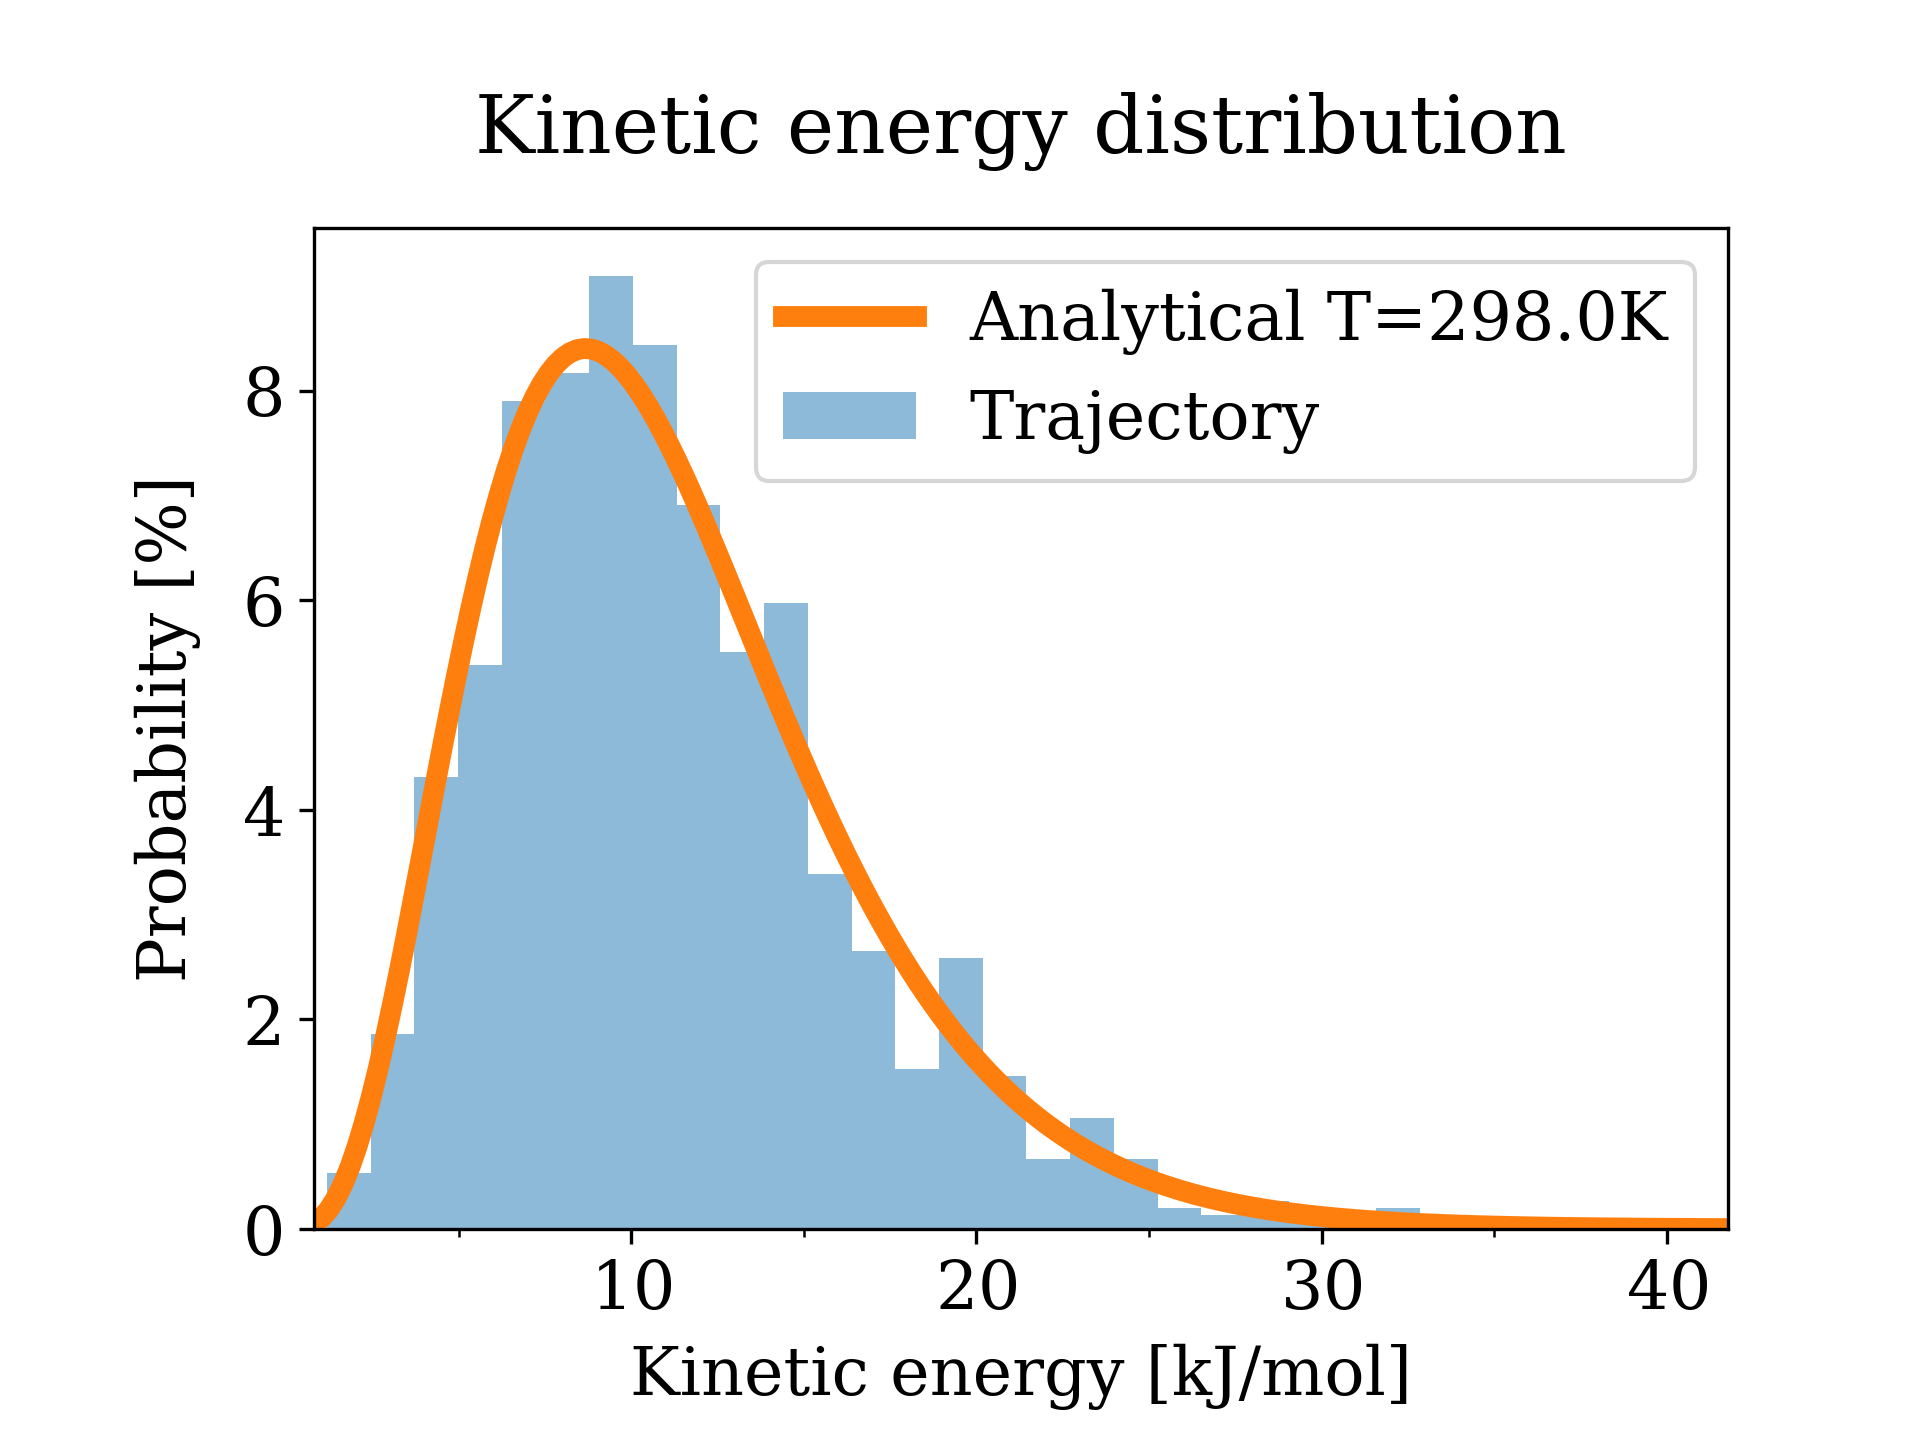 Kinetic energy distribution
Analytical T=298.0K
Trajectory
Probability [%]
8
6
4
2
0
10 20 30 40
Kinetic energy [kJ/mol]